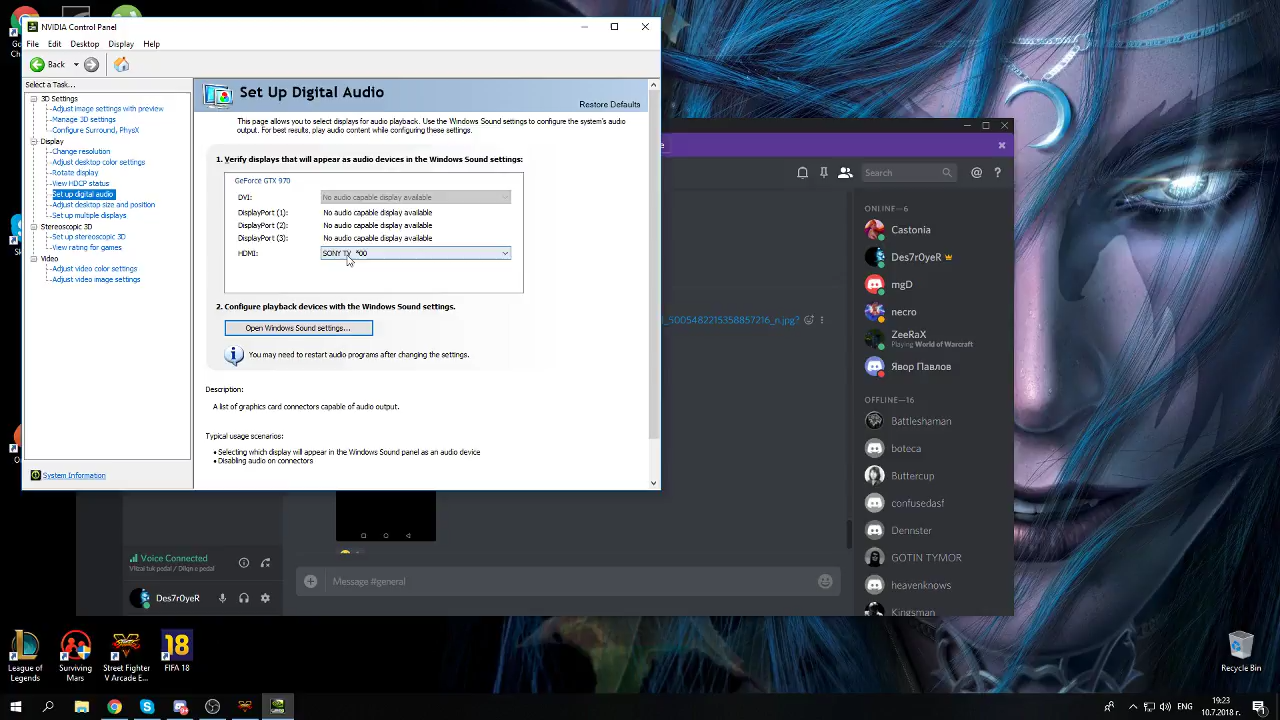 NVIDIA Control Panel
File Edit Desktop Display Help
Back
Select a Task...
3D Settings
Adjust image settings with preview
Manage 3D settings
Configure Surround, PhysX
Display
Change resolution
Adjust desktop color settings
Rotate display
View HDCP status
Set up digital audio
Adjust desktop size and position
Set up multiple displays
Stereoscopic 3D
Set up stereoscopic 3D
View rating for games
Video
Adjust video color settings
Adjust video image settings
System Information
Set Up Digital Audio
Restore Defaults
This page allows you to select displays for audio playback. Use the Windows Sound settings to configure the system's audio
output. For best results, play audio content while configuring these settings.
1. Verify displays that will appear as audio devices in the Windows Sound settings:
GeForce GTX 970
DVI: No audio capable display available
DisplayPort (1): No audio capable display available
DisplayPort (2): No audio capable display available
DisplayPort (3): No audio capable display available
HDMI: SONY TV *00
2. Configure playback devices with the Windows Sound settings.
Open Windows Sound settings...
You may need to restart audio programs after changing the settings.
Description:
A list of graphics card connectors capable of audio output.
Typical usage scenarios:
• Selecting which display will appear in the Windows Sound panel as an audio device
• Disabling audio on connectors
Search
l_5005482215358857216_n.jpg?
ONLINE—6
Castonia
Des7r0yeR
mgD
necro
ZeeRaX
Playing World of Warcraft
Явор Павлов
OFFLINE—16
Battleshaman
boteca
Buttercup
confusedasf
Dennster
GOTIN TYMOR
heavenknows
Kingsman
Voice Connected
Vlizai tuk pedal / Dilqn e pedal
Des7r0yeR
Message #general
League of
Legends
Surviving
Mars
Street Fighter
V Arcade E...
18
FIFA 18
Recycle Bin
ENG
19:23
10.7.2018 г.